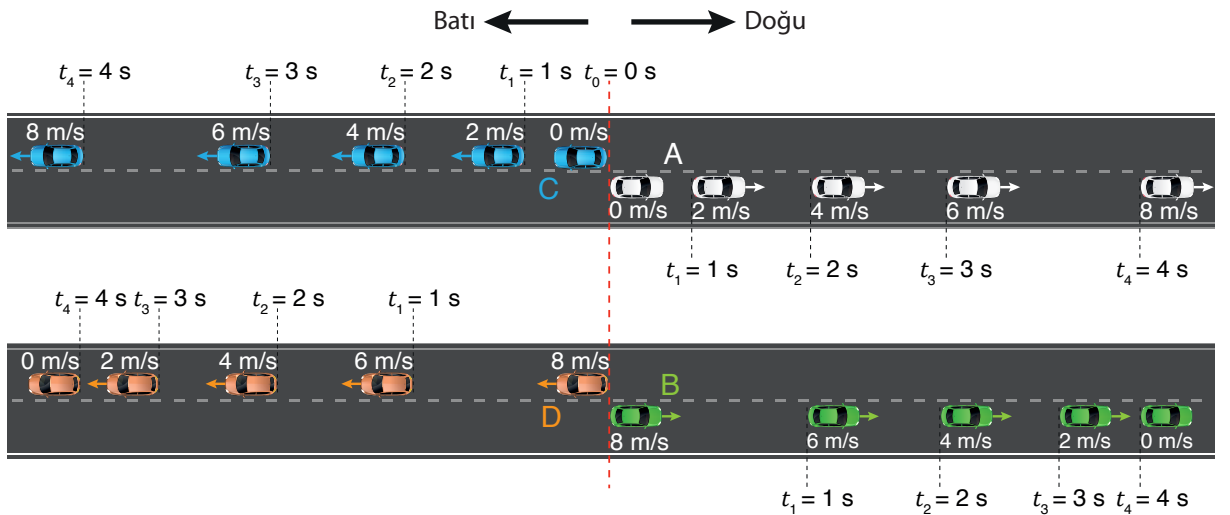 Batı Doğu
t₄ = 4 s t₃ = 3 s t₂ = 2 s t₁ = 1 s t₀ = 0 s
8 m/s 6 m/s 4 m/s 2 m/s 0 m/s
A
C
0 m/s 2 m/s 4 m/s 6 m/s 8 m/s
t₁ = 1 s t₂ = 2 s t₃ = 3 s t₄ = 4 s
t₄ = 4 s t₃ = 3 s t₂ = 2 s t₁ = 1 s
0 m/s 2 m/s 4 m/s 6 m/s 8 m/s
B
D
8 m/s 6 m/s 4 m/s 2 m/s 0 m/s
t₁ = 1 s t₂ = 2 s t₃ = 3 s t₄ = 4 s